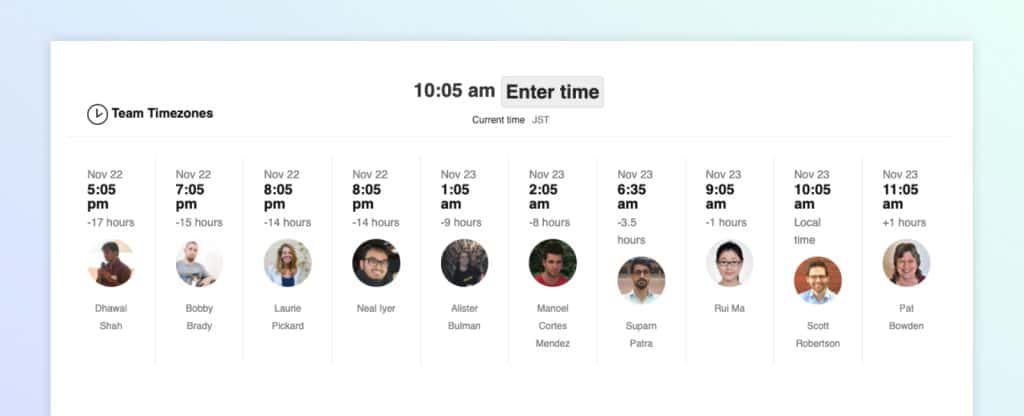 10:05 am Enter time
Team Timezones
Current time JST
Nov 22
5:05
pm
-17 hours
Dhawal
Shah
Nov 22
7:05
pm
-15 hours
Bobby
Brady
Nov 22
8:05
pm
-14 hours
Laurie
Pickard
Nov 22
8:05
pm
-14 hours
Neal Iyer
Nov 23
1:05
am
-9 hours
Alister
Bulman
Nov 23
2:05
am
-8 hours
Manoel
Cortes
Mendez
Nov 23
6:35
am
-3.5
hours
Suparn
Patra
Nov 23
9:05
am
-1 hours
Rui Ma
Nov 23
10:05
am
Local
time
Scott
Robertson
Nov 23
11:05
am
+1 hours
Pat
Bowden